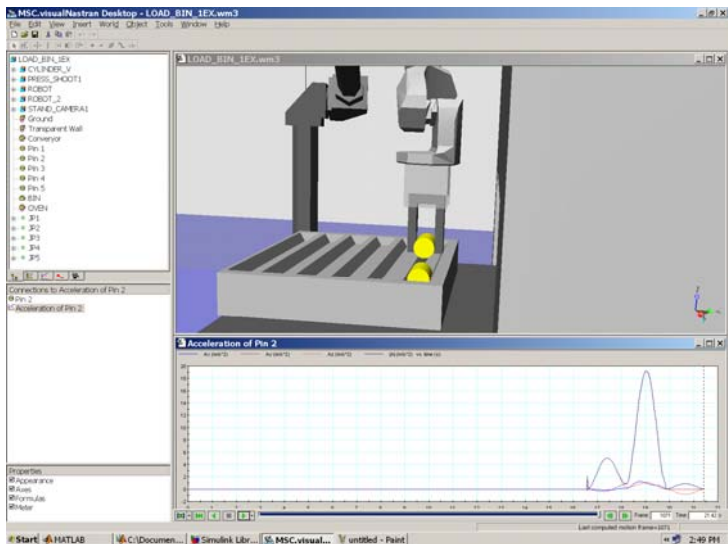 MSC.visualNastran Desktop - LOAD_BIN_1EX.wm3
File Edit View Insert World Object Tools Window Help
LOAD_BIN_1EX
CYLINDER_V
PRESS_SHOOT1
ROBOT
ROBOT_2
STAND_CAMERA1
Ground
Transparent Wall
Converyor
Pin 1
Pin 2
Pin 3
Pin 4
Pin 5
BIN
OVEN
JP1
JP2
JP3
JP4
JP5
Connections to Acceleration of Pin 2
Pin 2
Acceleration of Pin 2
Properties
Appearance
Axes
Formulas
Meter
LOAD_BIN_1EX.wm3
Acceleration of Pin 2
Frame: 1071 Time:
Last computed motion frame=1071
Start MATLAB C:\Documen... Simulink Libr... MSC.visual... untitled - Paint 2:49 PM